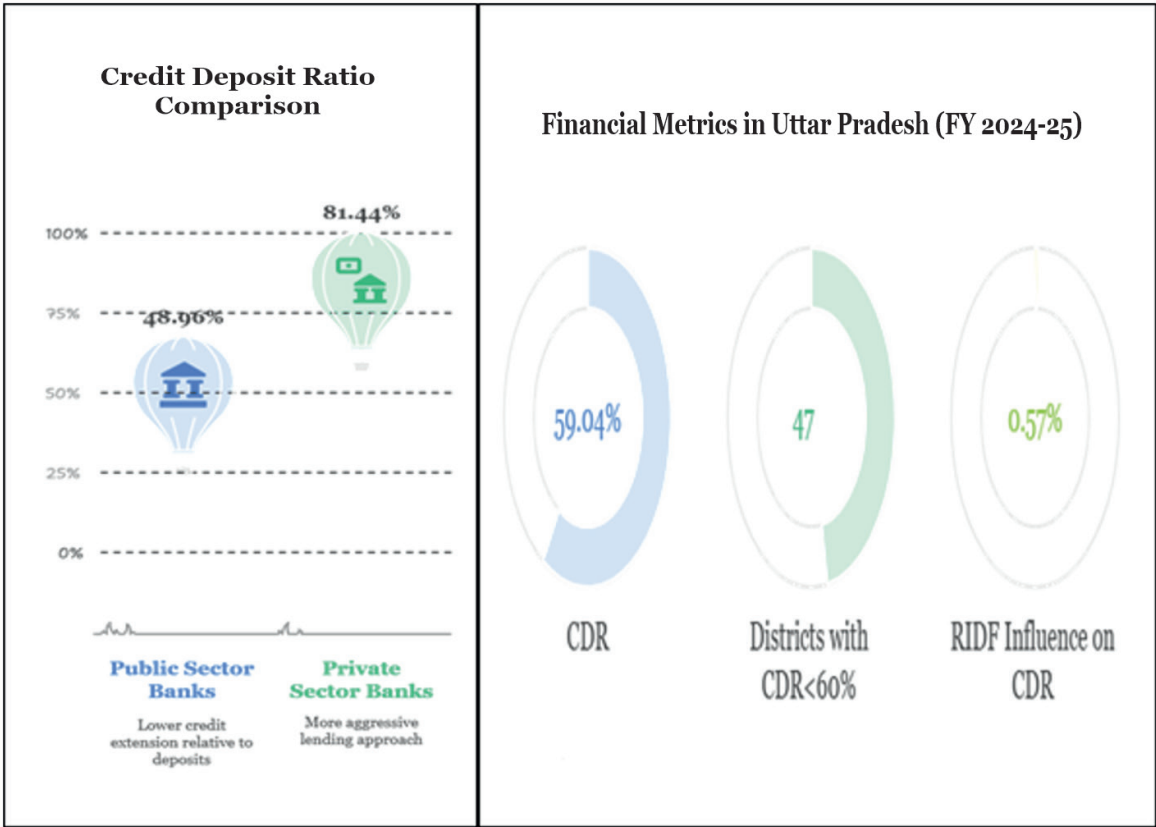 Credit Deposit Ratio
Comparison
81.44%
100%
75%
48.96%
50%
25%
0%
Public Sector
Banks
Lower credit
extension relative to
deposits
Private
Sector Banks
More aggressive
lending approach
Financial Metrics in Uttar Pradesh (FY 2024-25)
59.04%
CDR
47
Districts with
CDR<60%
0.57%
RIDF Influence on
CDR